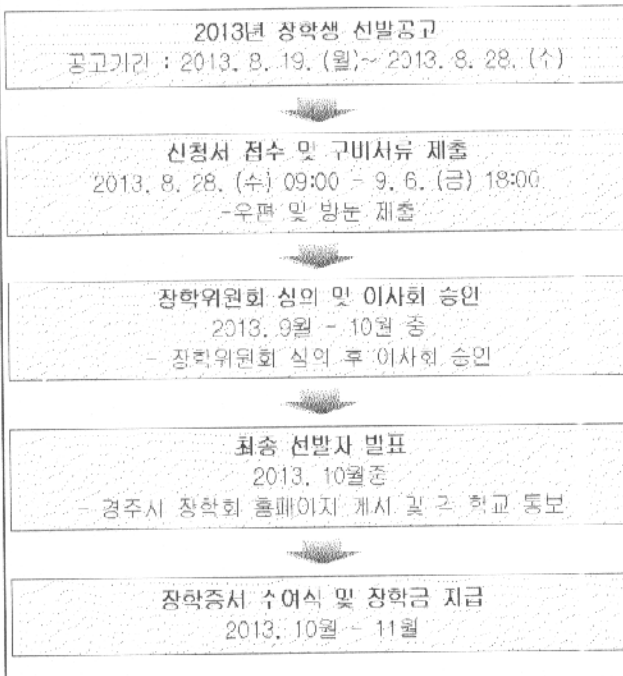 2013년 장학생 선발공고
공고기간 : 2013. 8. 19. (월)~ 2013. 8. 28. (수)
신청서 접수 및 구비서류 제출
2013. 8. 28. (수) 09:00 - 9. 6. (금) 18:00
-우편 및 방문 제출
장학위원회 심의 및 이사회 승인
2013. 9월 - 10월 중
- 장학위원회 심의 후 이사회 승인
최종 선발자 발표
2013. 10월중
- 경주시 장학회 홈페이지 게시 및 각 학교 통보
장학증서 수여식 및 장학금 지급
2013. 10월 - 11월